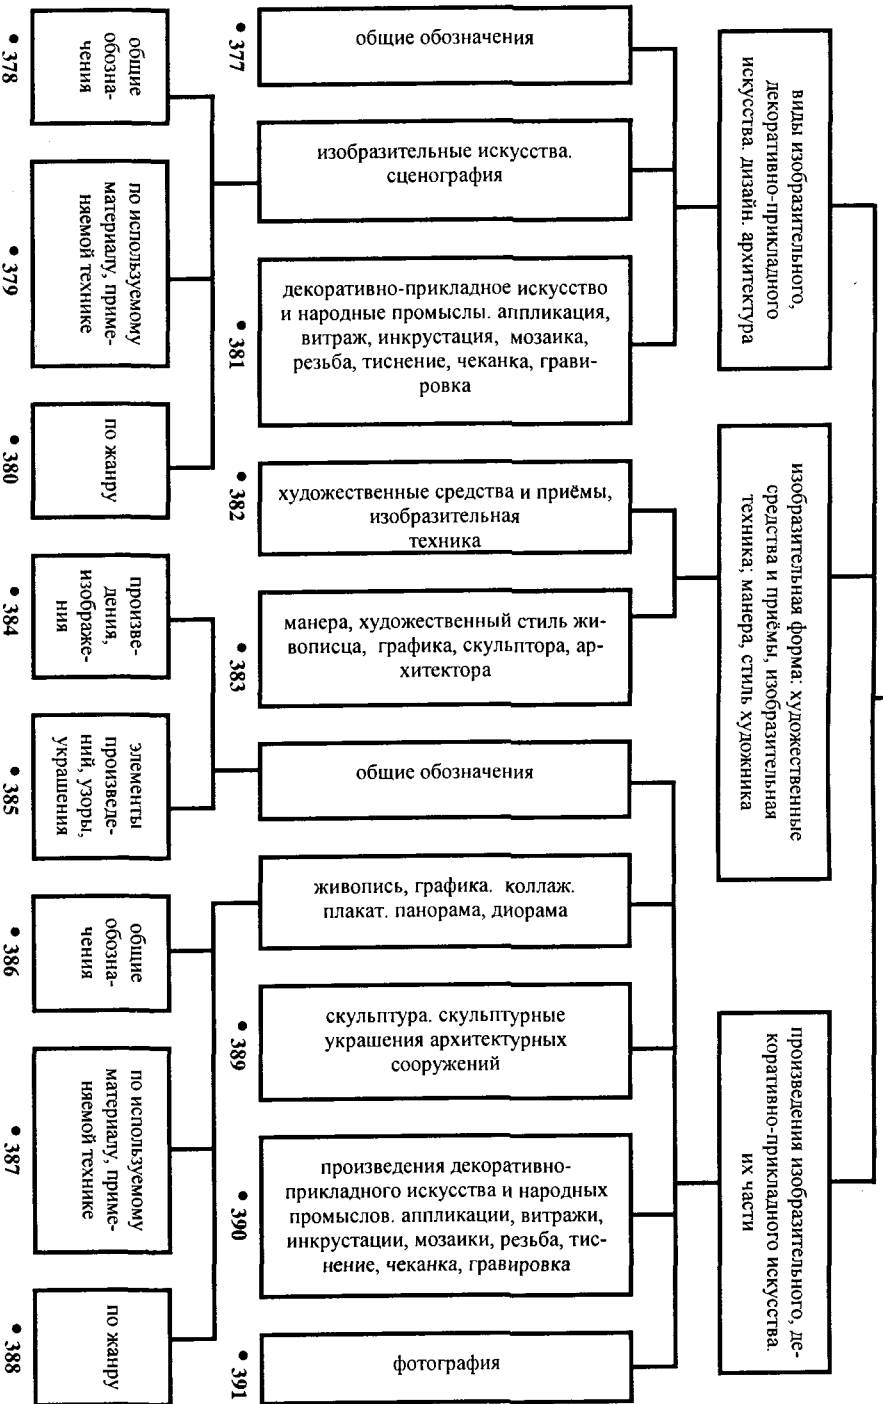 виды изобразительного,
декоративно-прикладного
искусства. дизайн. архитектура
общие обозначения
• 377
изобразительные искусства.
сценография
общие
обозна-
чения
• 378
по используемому
материалу, приме-
няемой технике
• 379
по жанру
• 380
декоративно-прикладное искусство
и народные промыслы. аппликация,
витраж, инкрустация, мозаика,
резьба, тиснение, чеканка, грави-
ровка
• 381
изобразительная форма: художественные
средства и приёмы, изобразительная
техника; манера, стиль художника
художественные средства и приёмы,
изобразительная
техника
• 382
манера, художественный стиль жи-
вописца, графика, скульптора, ар-
хитектора
• 383
произведения изобразительного, де-
коративно-прикладного искусства.
их части
общие обозначения
произве-
дения,
изображе-
ния
• 384
элементы
произведе-
ний, узоры,
украшения
• 385
живопись, графика. коллаж.
плакат. панорама, диорама
общие
обозна-
чения
• 386
по используемому
материалу, приме-
няемой технике
• 387
по жанру
• 388
скульптура. скульптурные
украшения архитектурных
сооружений
• 389
произведения декоративно-
прикладного искусства и народных
промыслов. аппликации, витражи,
инкрустации, мозаики, резьба, тис-
нение, чеканка, гравировка
• 390
фотография
• 391